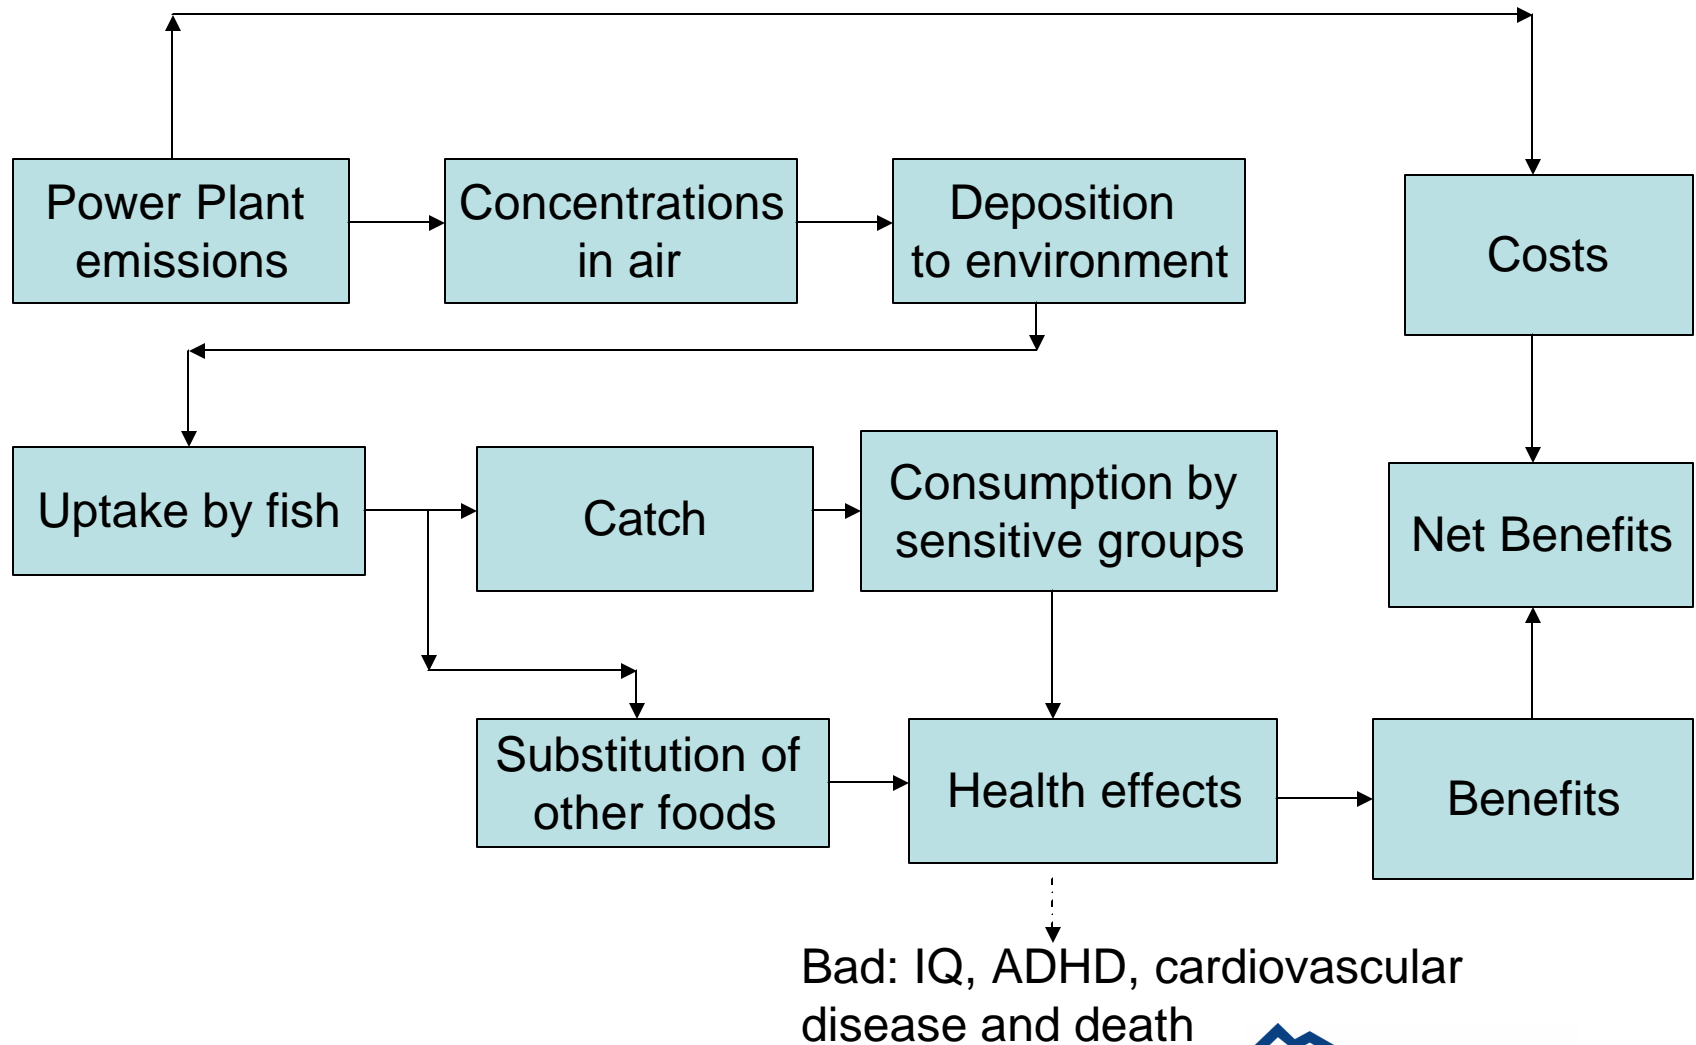 Power Plant
emissions
Concentrations
in air
Deposition
to environment
Costs
Uptake by fish
Catch
Consumption by
sensitive groups
Net Benefits
Substitution of
other foods
Health effects
Benefits
Bad: IQ, ADHD, cardiovascular
disease and death